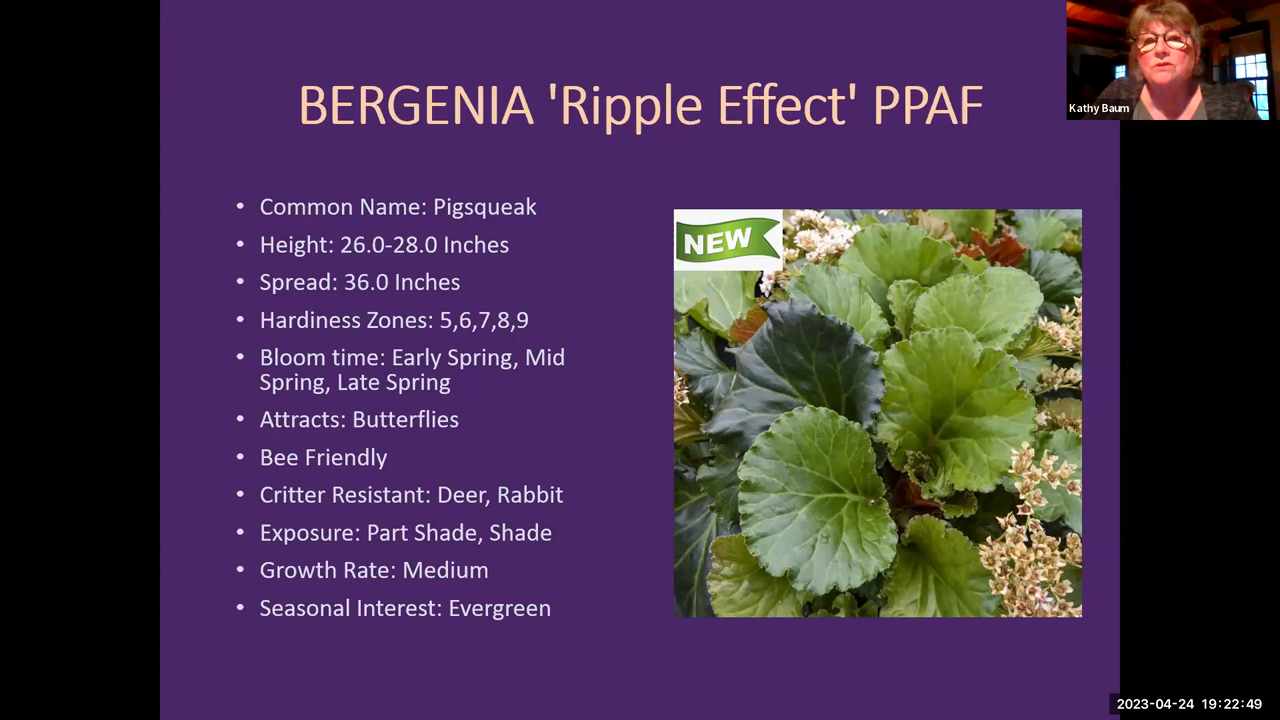 BERGENIA 'Ripple Effect' PPAF
Kathy Baum
• Common Name: Pigsqueak
• Height: 26.0-28.0 Inches
• Spread: 36.0 Inches
• Hardiness Zones: 5,6,7,8,9
• Bloom time: Early Spring, Mid
Spring, Late Spring
• Attracts: Butterflies
• Bee Friendly
• Critter Resistant: Deer, Rabbit
• Exposure: Part Shade, Shade
• Growth Rate: Medium
• Seasonal Interest: Evergreen
NEW
2023-04-24 19:22:49